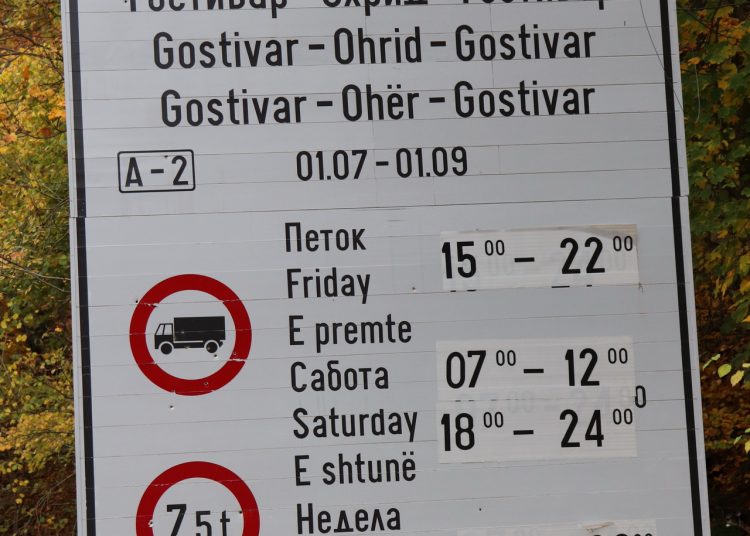 Gostivar - Ohrid - Gostivar
Gostivar - Ohër - Gostivar
A-2 01.07-01.09
Петок
15 00 - 22 00
Friday
E premte
07 00 - 12 00
Сабота
Saturday
18 00 - 24 00
E shtunë
Недела
7,5t